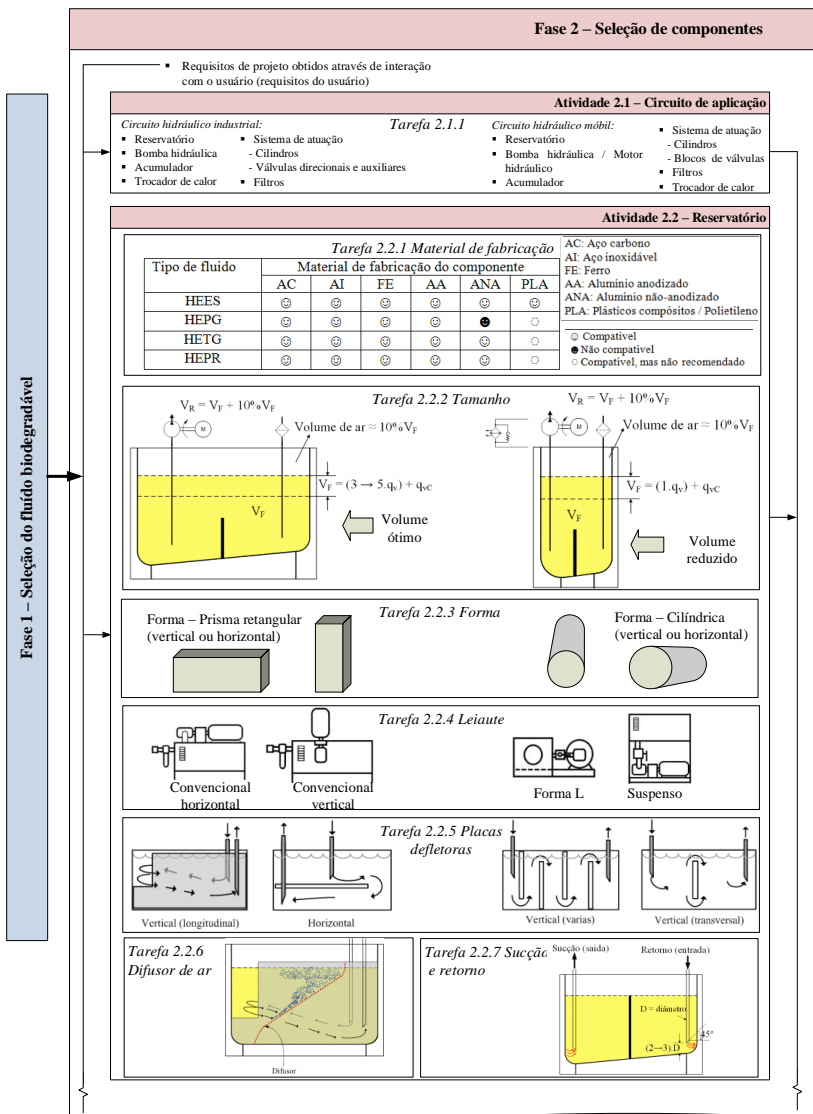 Fase 2 – Seleção de componentes
Fase 1 – Seleção do fluído biodegradável
▪ Requisitos de projeto obtidos através de interação
com o usuário (requisitos do usuário)
Atividade 2.1 – Circuito de aplicação
Tarefa 2.1.1
Circuito hidráulico industrial:
▪ Reservatório
▪ Bomba hidráulica
▪ Acumulador
▪ Trocador de calor
▪ Sistema de atuação
- Cilindros
- Válvulas direcionais e auxiliares
▪ Filtros
Circuito hidráulico móbil:
▪ Reservatório
▪ Bomba hidráulica / Motor
hidráulico
▪ Acumulador
▪ Sistema de atuação
- Cilindros
- Blocos de válvulas
▪ Filtros
▪ Trocador de calor
Atividade 2.2 – Reservatório
Tarefa 2.2.1 Material de fabricação
Tipo de fluído Material de fabricação do componente
AC AI FE AA ANA PLA
HEES ☺ ☺ ☺ ☺ ☺ ☺
HEPG ☺ ☺ ☺ ☺ ☻ ◌
HETG ☺ ☺ ☺ ☺ ☺ ◌
HEPR ☺ ☺ ☺ ☺ ☺ ◌
AC: Aço carbono
AI: Aço inoxidável
FE: Ferro
AA: Alumínio anodizado
ANA: Alumínio não-anodizado
PLA: Plásticos compósitos / Polietileno
☺ Compatível
☻ Não compatível
◌ Compatível, mas não recomendado
Tarefa 2.2.2 Tamanho
V_R = V_F + 10%V_F
M
Volume de ar ≈ 10%V_F
V_F = (3 → 5.q_v) + q_vC
V_F
Volume
ótimo
V_R = V_F + 10%V_F
M
Volume de ar ≈ 10%V_F
V_F = (1.q_v) + q_vC
V_F
Volume
reduzido
Tarefa 2.2.3 Forma
Forma – Prisma retangular
(vertical ou horizontal)
Forma – Cilíndrica
(vertical ou horizontal)
Tarefa 2.2.4 Leiaute
Convencional
horizontal
Convencional
vertical
Forma L
Suspenso
Tarefa 2.2.5 Placas
defletoras
Vertical (longitudinal)
Horizontal
Vertical (varias)
Vertical (transversal)
Tarefa 2.2.6
Difusor de ar
Difusor
Tarefa 2.2.7 Sucção
e retorno
Sucção (saída)
Retorno (entrada)
D = diâmetro
45°
(2→3).D